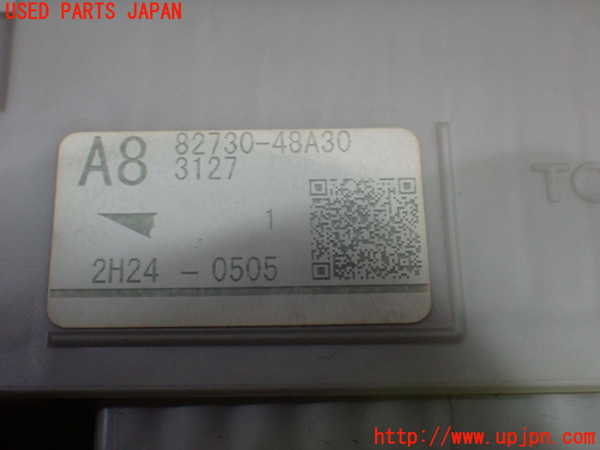 USED PARTS JAPAN
A8 82730-48A30
3127
1
2H24 - 0505
http://www.upjpn.com/